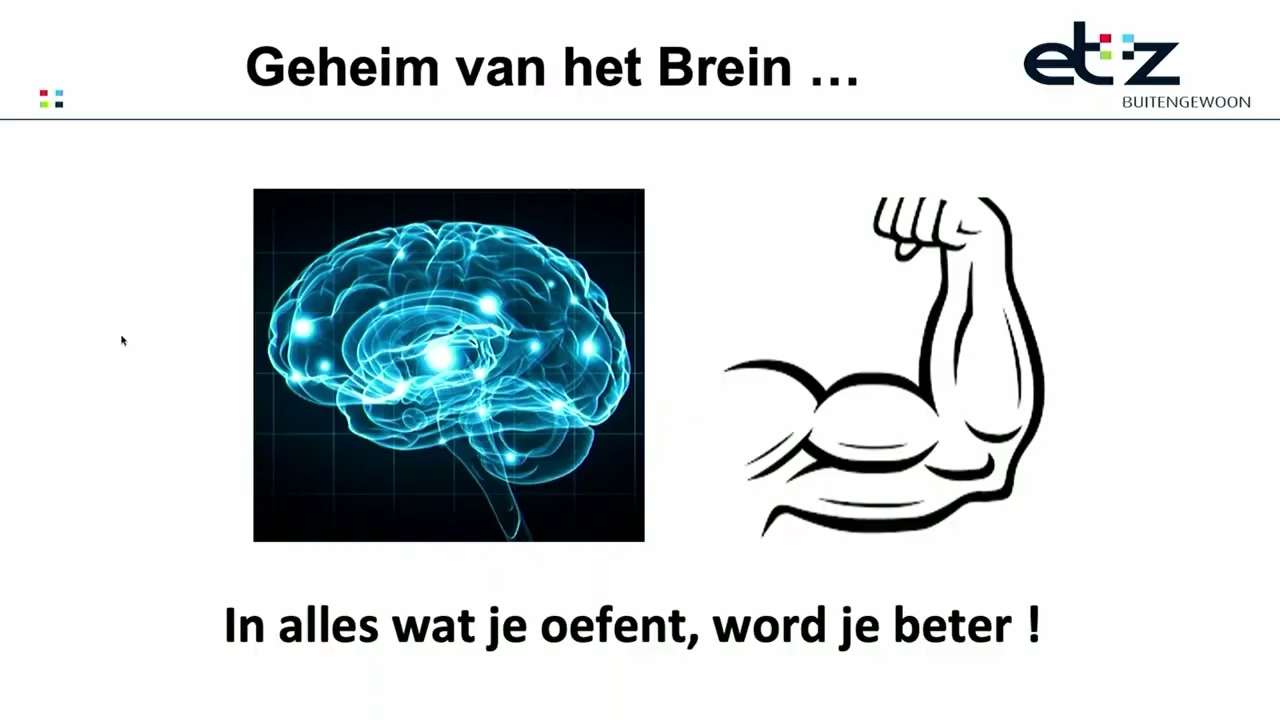 Geheim van het Brein …
etz
BUITENGEWOON
In alles wat je oefent, word je beter !